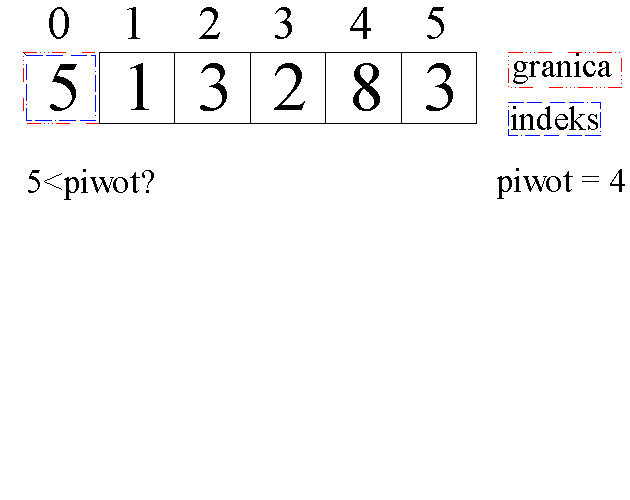 0 1 2 3 4 5
5 1 3 2 8 3
granica
indeks
5<piwot?
piwot = 4